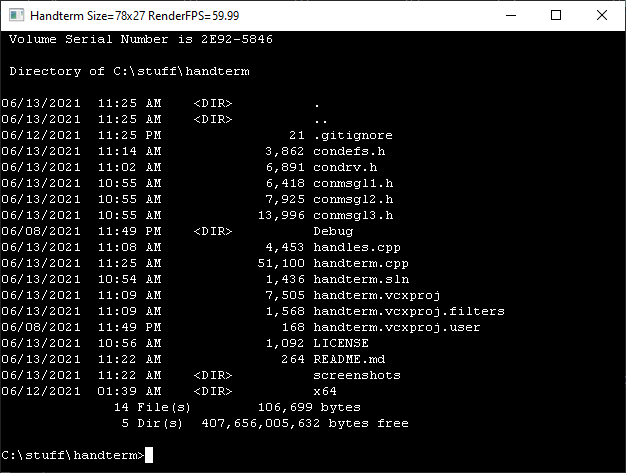 Handterm Size=78x27 RenderFPS=59.99
Volume Serial Number is 2E92-5846
Directory of C:\stuff\handterm
06/13/2021  11:25 AM    <DIR>          .
06/13/2021  11:25 AM    <DIR>          ..
06/12/2021  11:25 PM                21 .gitignore
06/13/2021  11:14 AM             3,862 condefs.h
06/13/2021  11:02 AM             6,891 condrv.h
06/13/2021  10:55 AM             6,418 conmsgl1.h
06/13/2021  10:55 AM             7,925 conmsgl2.h
06/13/2021  10:55 AM            13,996 conmsgl3.h
06/08/2021  11:49 PM    <DIR>          Debug
06/13/2021  11:08 AM             4,453 handles.cpp
06/13/2021  11:25 AM            51,100 handterm.cpp
06/13/2021  10:54 AM             1,436 handterm.sln
06/13/2021  11:09 AM             7,505 handterm.vcxproj
06/13/2021  11:09 AM             1,568 handterm.vcxproj.filters
06/08/2021  11:49 PM               168 handterm.vcxproj.user
06/13/2021  10:56 AM             1,092 LICENSE
06/13/2021  11:22 AM               264 README.md
06/13/2021  11:22 AM    <DIR>          screenshots
06/12/2021  01:39 AM    <DIR>          x64
14 File(s)        106,699 bytes
5 Dir(s)  407,656,005,632 bytes free
C:\stuff\handterm>